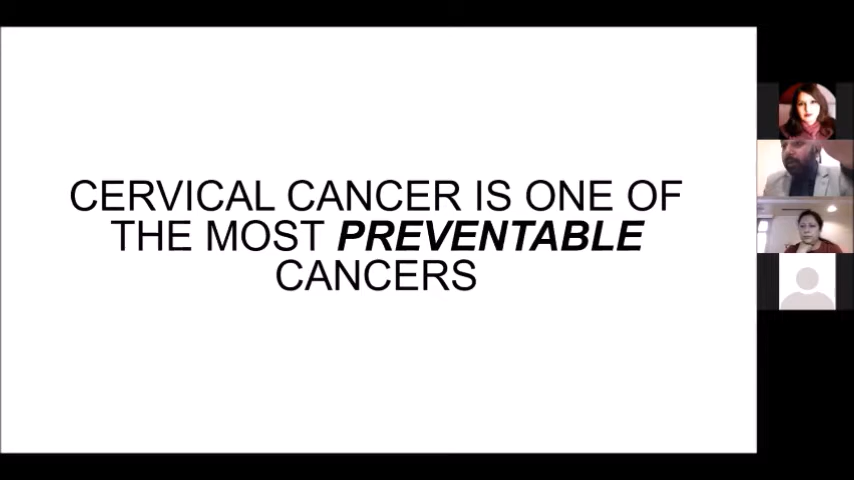 CERVICAL CANCER IS ONE OF
THE MOST PREVENTABLE
CANCERS